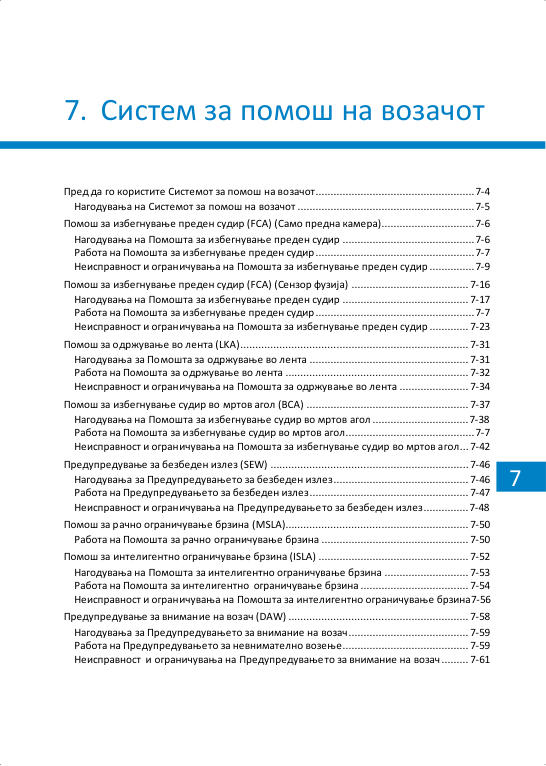 7. Систем за помош на возачот
Пред да го користите Системот за помош на возачот.......................................................7-4
Нагодувања на Системот за помош на возачот ............................................................7-5
Помош за избегнување преден судир (FCA) (Само предна камера)................................7-6
Нагодувања на Помошта за избегнување преден судир ............................................7-6
Работа на Помошта за избегнување преден судир......................................................7-7
Неисправност и ограничувања на Помошта за избегнување преден судир ...............7-9
Помош за избегнување преден судир (FCA) (Сензор фузија) .........................................7-16
Нагодувања на Помошта за избегнување преден судир ............................................7-17
Работа на Помошта за избегнување преден судир......................................................7-7
Неисправност и ограничувања на Помошта за избегнување преден судир .............7-23
Помош за одржување во лента (LKA)................................................................................7-31
Нагодувања за Помошта за одржување во лента ........................................................7-31
Работа на Помошта за одржување во лента ................................................................7-32
Неисправност и ограничувања на Помошта за одржување во лента ........................7-34
Помош за избегнување судир во мртов агол (BCA) .........................................................7-37
Нагодувања на Помошта за избегнување судир во мртов агол ..................................7-38
Работа на Помошта за избегнување судир во мртов агол...........................................7-7
Неисправност и ограничувања на Помошта за избегнување судир во мртов агол...7-42
Предупредување за безбеден излез (SEW) .....................................................................7-46
Нагодувања за Предупредувањето за безбеден излез................................................7-46
Работа на Предупредувањето за безбеден излез........................................................7-47
Неисправност и ограничувања на Предупредувањето за безбеден излез...............7-48
Помош за рачно ограничување брзина (MSLA)................................................................7-50
Работа на Помошта за рачно ограничување брзина ....................................................7-50
Помош за интелигентно ограничување брзина (ISLA) .....................................................7-52
Нагодувања на Помошта за интелигентно ограничување брзина ..............................7-53
Работа на Помошта за интелигентно ограничување брзина ......................................7-54
Неисправност и ограничувања на Помошта за интелигентно ограничување брзина7-56
Предупредување за внимание на возач (DAW) ...............................................................7-58
Нагодувања за Предупредувањето за внимание на возач..........................................7-59
Работа на Предупредувањето за невнимателно возење............................................7-59
Неисправност и ограничувања на Предупредувањето за внимание на возач .........7-61
7